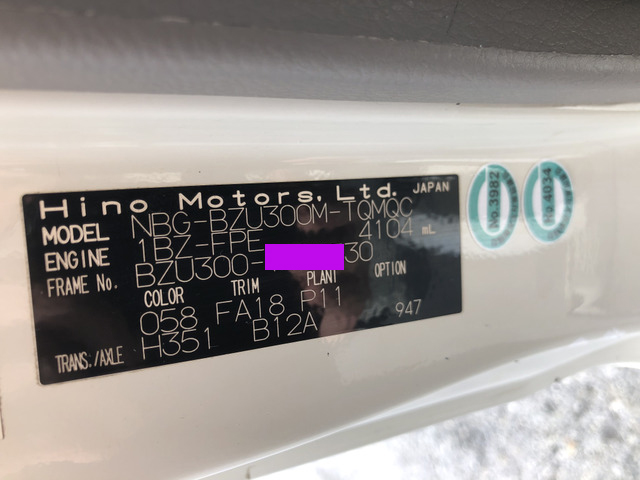 Hino Motors, Ltd. JAPAN
MODEL NBG-BZU300M-TQMQC
ENGINE 1BZ-FPE 4104 mL
FRAME No. BZU300- 30
COLOR TRIM PLANT OPTION
058 FA18 P11 947
TRANS./AXLE H351 B12A
No.3982
No.4034